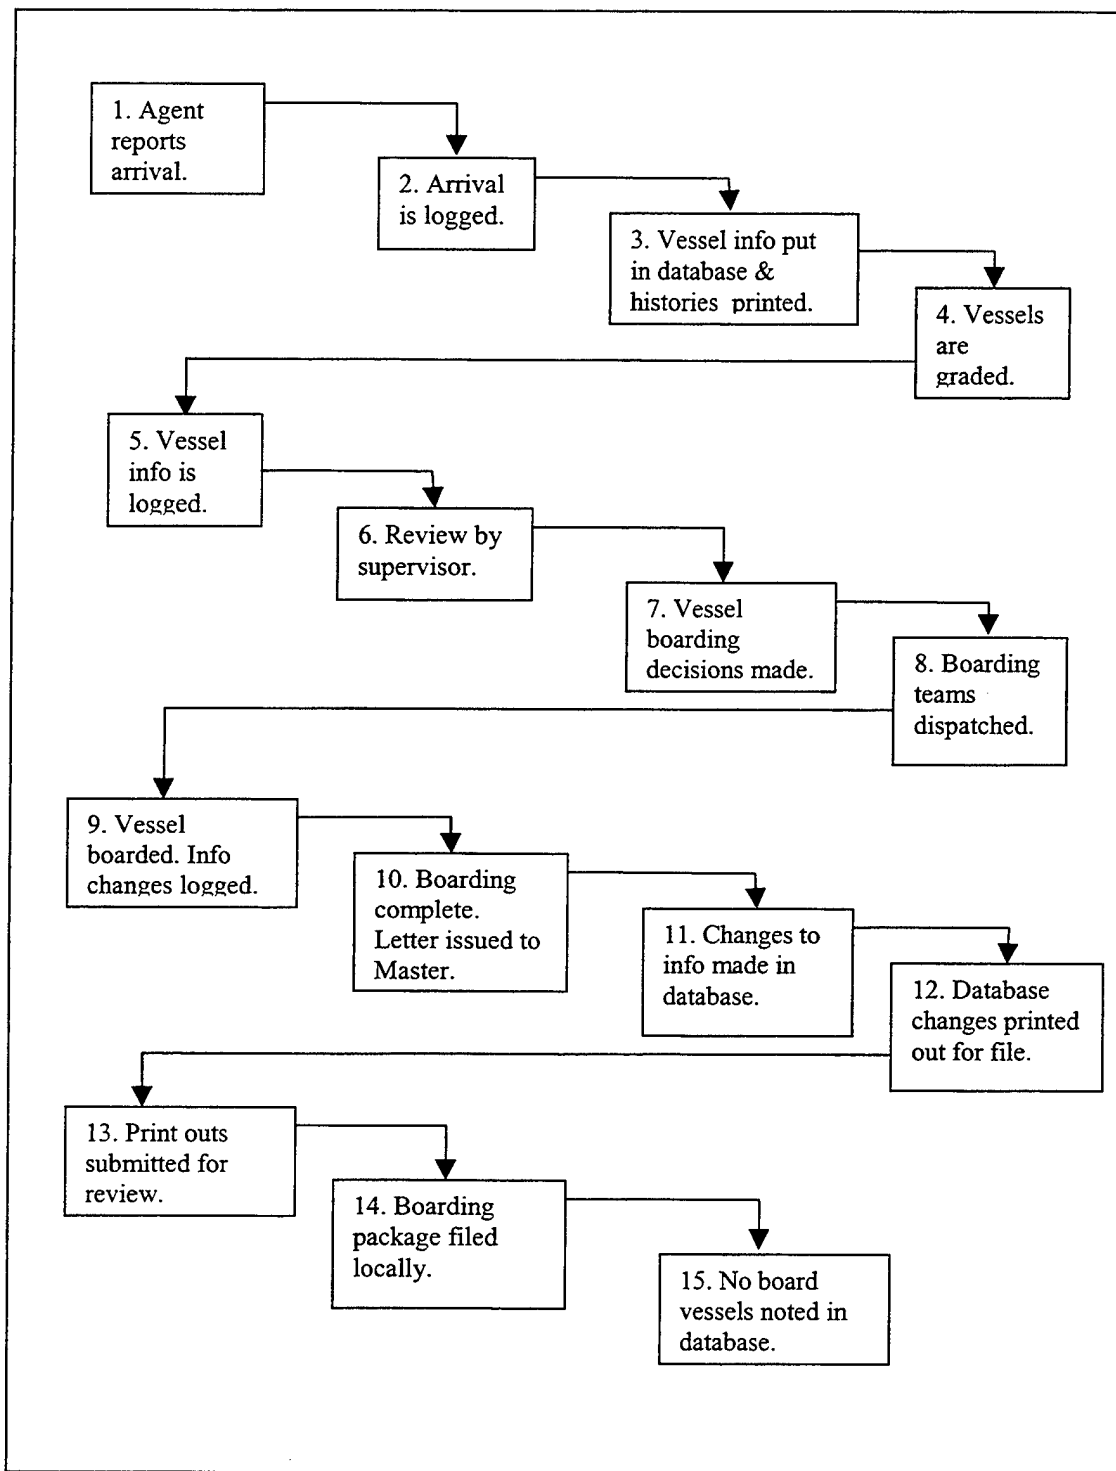 1. Agent
reports
arrival.
2. Arrival
is logged.
3. Vessel info put
in database &
histories printed.
4. Vessels
are
graded.
5. Vessel
info is
logged.
6. Review by
supervisor.
7. Vessel
boarding
decisions made.
8. Boarding
teams
dispatched.
9. Vessel
boarded. Info
changes logged.
10. Boarding
complete.
Letter issued to
Master.
11. Changes to
info made in
database.
12. Database
changes printed
out for file.
13. Print outs
submitted for
review.
14. Boarding
package filed
locally.
15. No board
vessels noted in
database.